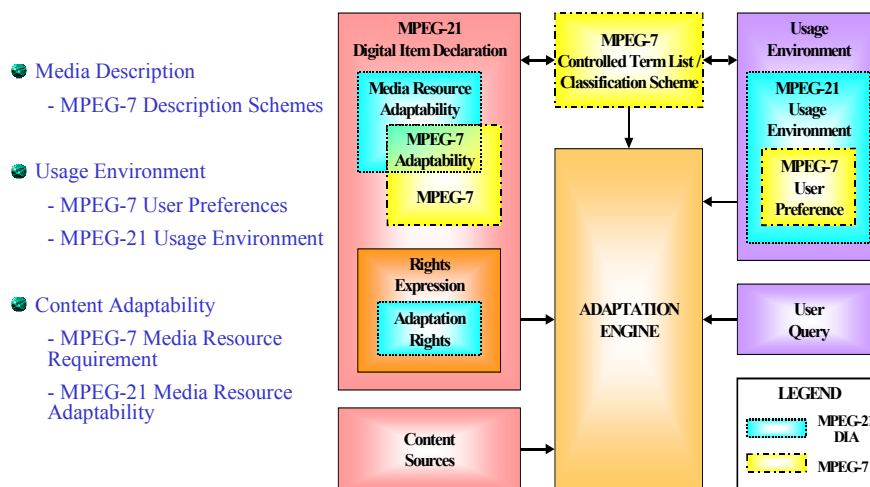 Media Description
- MPEG-7 Description Schemes
Usage Environment
- MPEG-7 User Preferences
- MPEG-21 Usage Environment
Content Adaptability
- MPEG-7 Media Resource
Requirement
- MPEG-21 Media Resource
Adaptability
MPEG-21
Digital Item Declaration
Media Resource
Adaptability
MPEG-7
Adaptability
MPEG-7
Rights
Expression
Adaptation
Rights
Content
Sources
MPEG-7
Controlled Term List /
Classification Scheme
ADAPTATION
ENGINE
Usage
Environment
MPEG-21
Usage
Environment
MPEG-7
User
Preference
User
Query
LEGEND
MPEG-21
DIA
MPEG-7